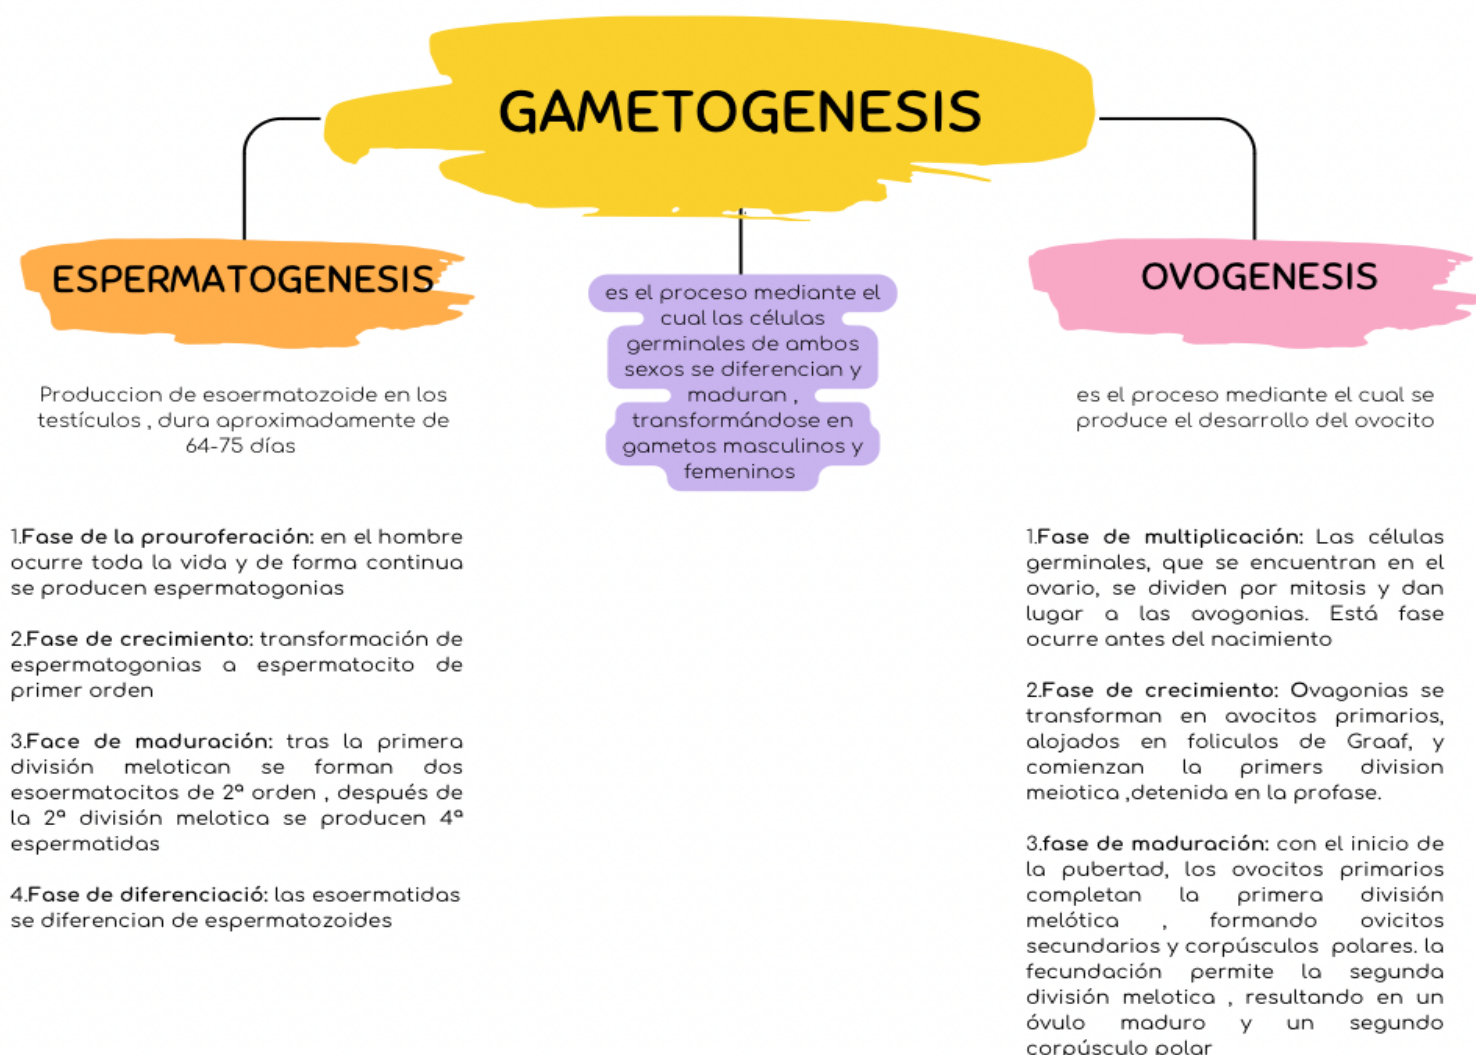 GAMETOGENESIS
ESPERMATOGENESIS
Produccion de esoermatozoide en los
testículos , dura aproximadamente de
64-75 días
1.Fase de la prouroferación: en el hombre
ocurre toda la vida y de forma continua
se producen espermatogonias
2.Fase de crecimiento: transformación de
espermatogonias a espermatocito de
primer orden
3.Face de maduración: tras la primera
división melotican se forman dos
esoermatocitos de 2ª orden , después de
la 2ª división melotica se producen 4ª
espermatidas
4.Fase de diferenciació: las esoermatidas
se diferencian de espermatozoides
es el proceso mediante el
cual las células
germinales de ambos
sexos se diferencian y
maduran ,
transformándose en
gametos masculinos y
femeninos
OVOGENESIS
es el proceso mediante el cual se
produce el desarrollo del ovocito
1.Fase de multiplicación: Las células
germinales, que se encuentran en el
ovario, se dividen por mitosis y dan
lugar a las avogonias. Está fase
ocurre antes del nacimiento
2.Fase de crecimiento: Ovagonias se
transforman en avocitos primarios,
alojados en foliculos de Graaf, y
comienzan la primers division
meiotica ,detenida en la profase.
3.fase de maduración: con el inicio de
la pubertad, los ovocitos primarios
completan la primera división
melótica , formando ovicitos
secundarios y corpúsculos polares. la
fecundación permite la segunda
división melotica , resultando en un
óvulo maduro y un segundo
corpúsculo polar